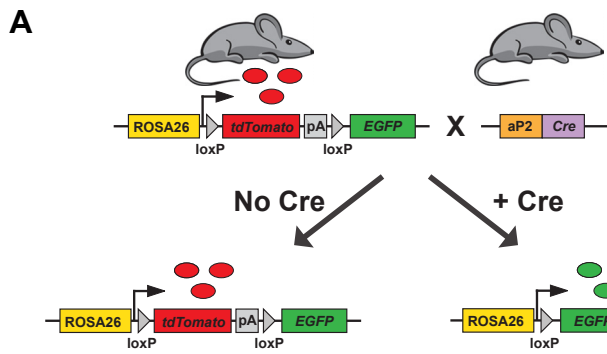 A
ROSA26 tdTomato pA EGFP X aP2 Cre
loxP loxP
No Cre + Cre
ROSA26 tdTomato pA EGFP ROSA26 EGF
loxP loxP loxP